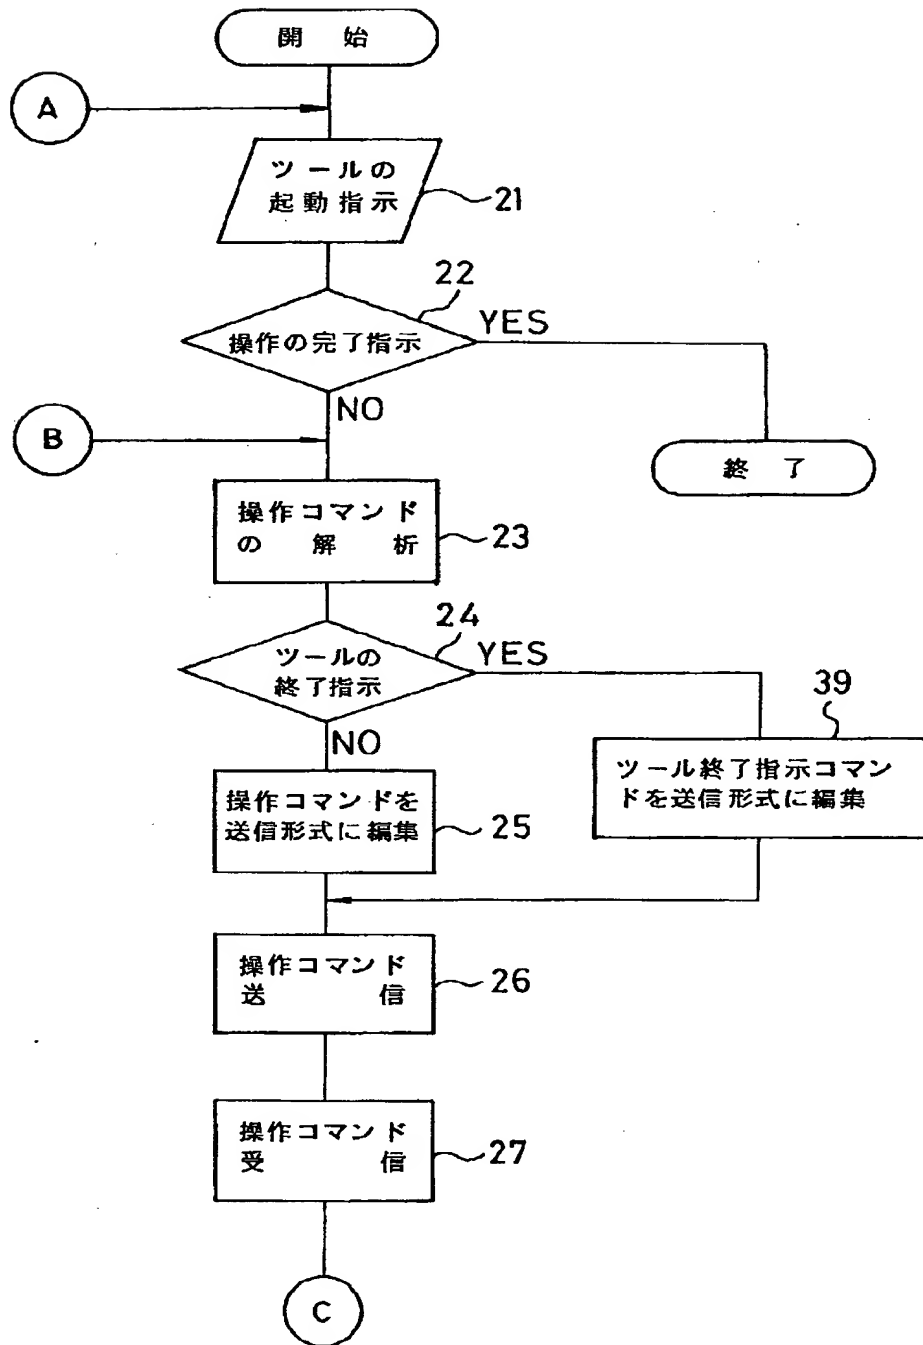 開始
A
ツールの
起動指示
21
22
操作の完了指示
YES
NO
B
終了
操作コマンド
の解析
23
24
ツールの
終了指示
YES
NO
39
ツール終了指示コマン
ドを送信形式に編集
操作コマンドを
送信形式に編集
25
操作コマンド
送信
26
操作コマンド
受信
27
C